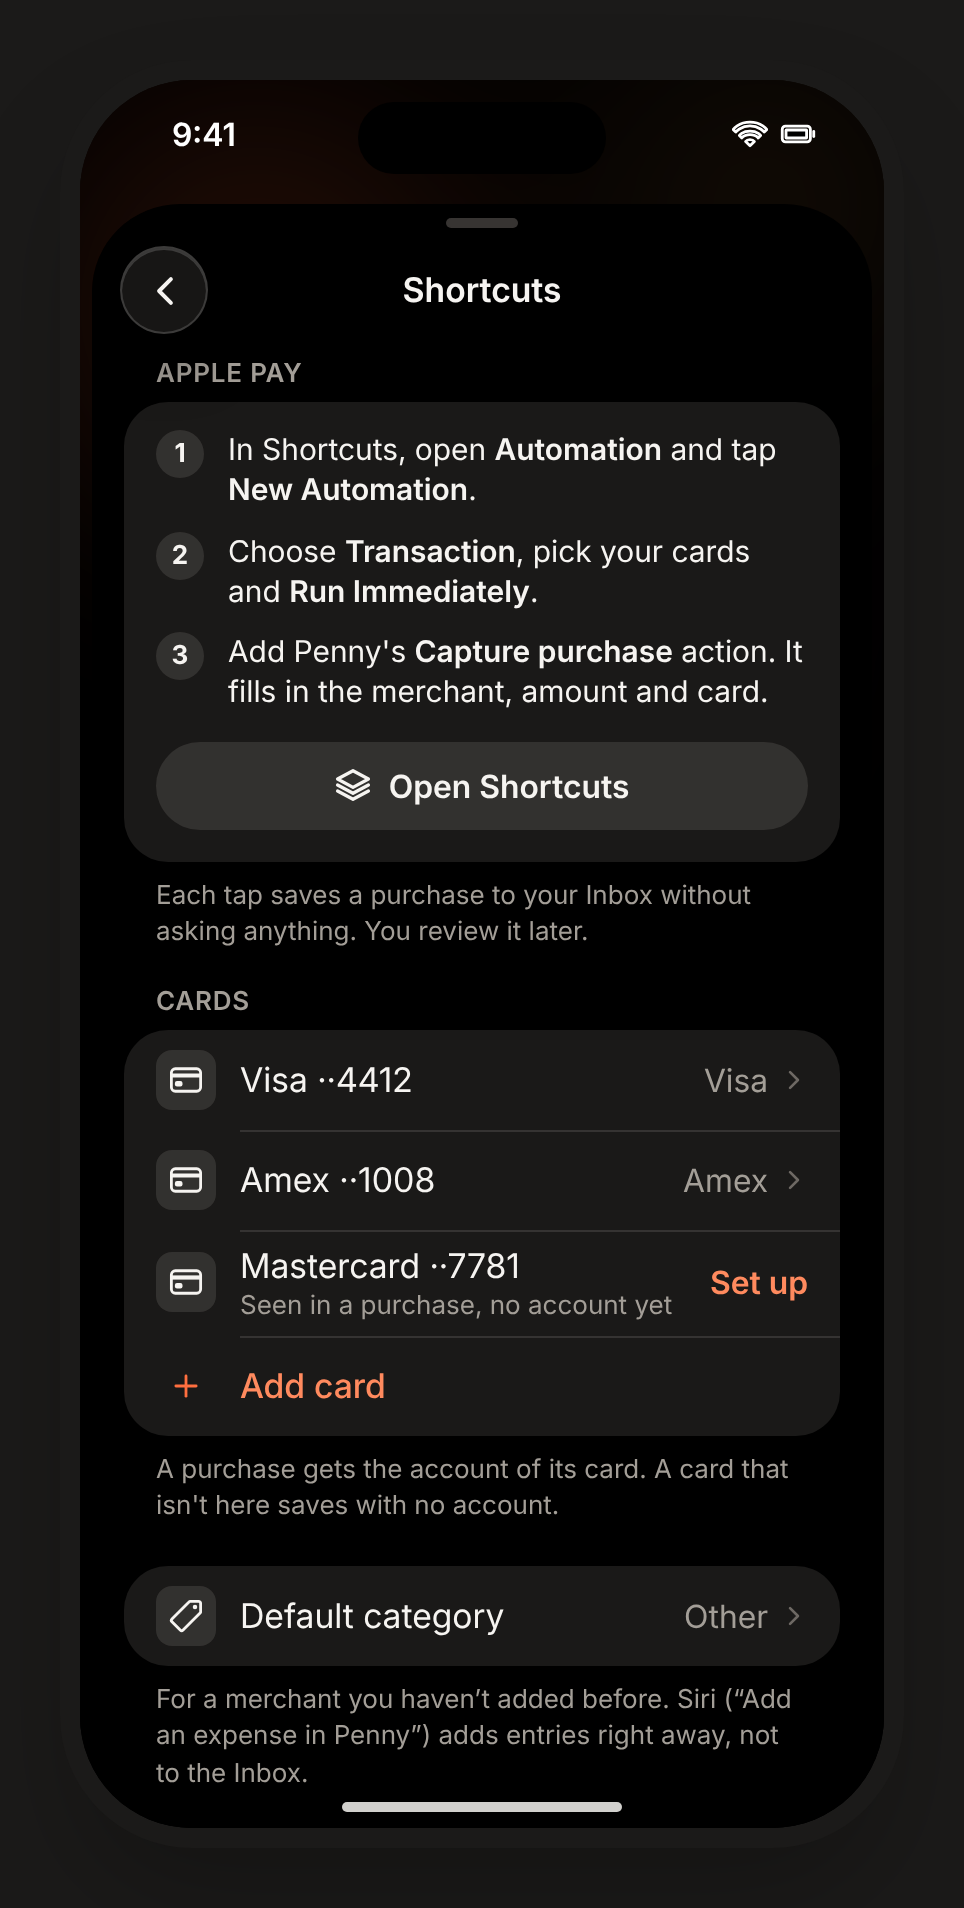 9:41
Shortcuts
APPLE PAY
1 In Shortcuts, open Automation and tap
New Automation.
2 Choose Transaction, pick your cards
and Run Immediately.
3 Add Penny's Capture purchase action. It
fills in the merchant, amount and card.
Open Shortcuts
Each tap saves a purchase to your Inbox without
asking anything. You review it later.
CARDS
Visa ··4412 Visa
Amex ··1008 Amex
Mastercard ··7781
Seen in a purchase, no account yet
Set up
Add card
A purchase gets the account of its card. A card that
isn't here saves with no account.
Default category Other
For a merchant you haven’t added before. Siri (“Add
an expense in Penny”) adds entries right away, not
to the Inbox.